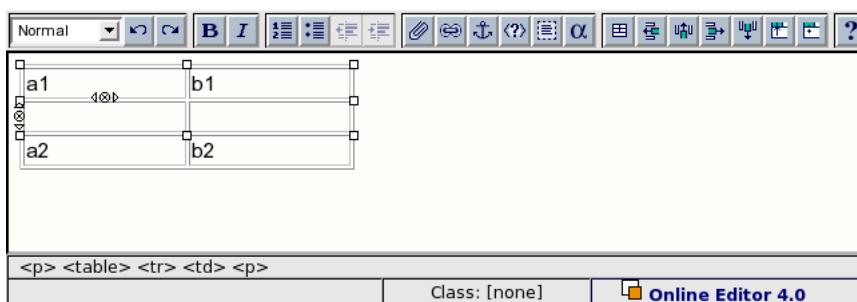 Normal B I <?> α ?
a1 b1
a2 b2
<p> <table> <tr> <td> <p>
Class: [none] Online Editor 4.0